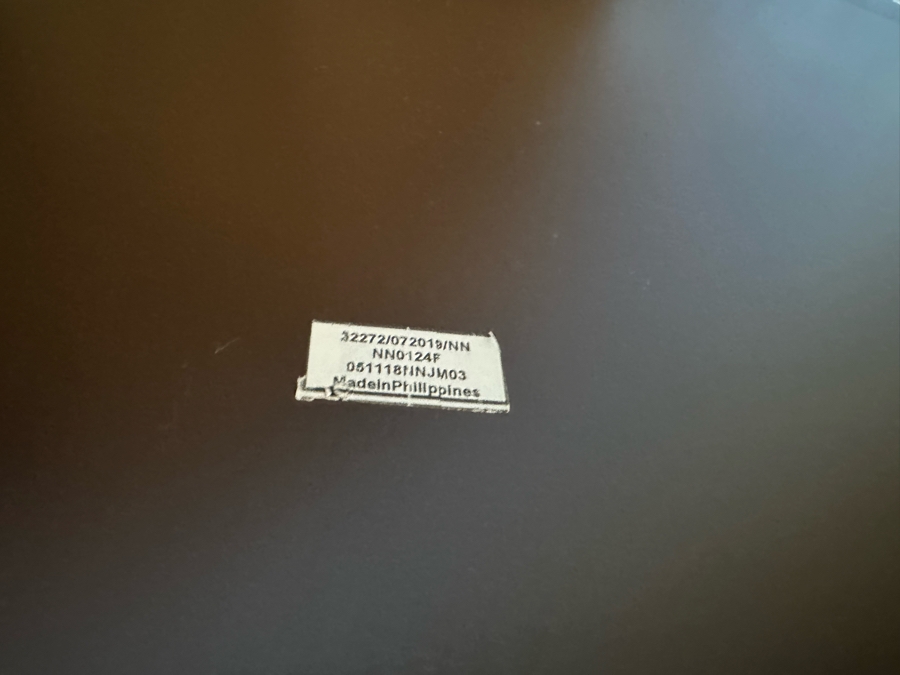 32272/072019/NN
NN0124F
051118NNJM03
MadeinPhilippines